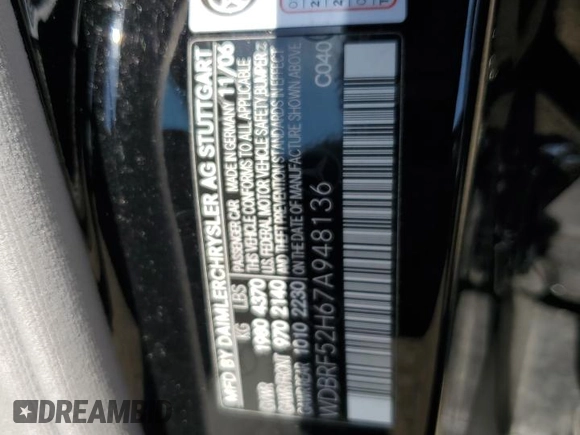 MFD BY DAIMLERCHRYSLER AG STUTTGART
PASSENGER CAR MADE IN GERMANY 11/06
KG LBS THIS VEHICLE CONFORMS TO ALL APPLICABLE
1980 4370 U.S. FEDERAL MOTOR VEHICLE SAFETY BUMPER
970 2140 AND THEFT PREVENTION STANDARDS IN EFFECT
1010 2230 ON THE DATE OF MANUFACTURE SHOWN ABOVE
C040
WDBRF52H67A948136
DREAMBID